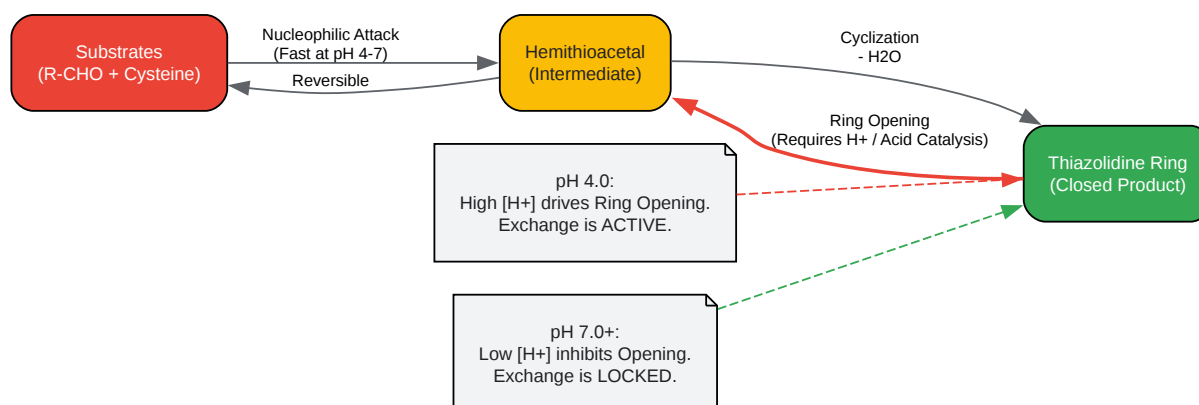 Substrates
(R-CHO + Cysteine)
Nucleophilic Attack
(Fast at pH 4-7)
Reversible
Hemithioacetal
(Intermediate)
Cyclization
- H2O
Ring Opening
(Requires H+ / Acid Catalysis)
Thiazolidine Ring
(Closed Product)
pH 4.0:
High [H+] drives Ring Opening.
Exchange is ACTIVE.
pH 7.0+:
Low [H+] inhibits Opening.
Exchange is LOCKED.